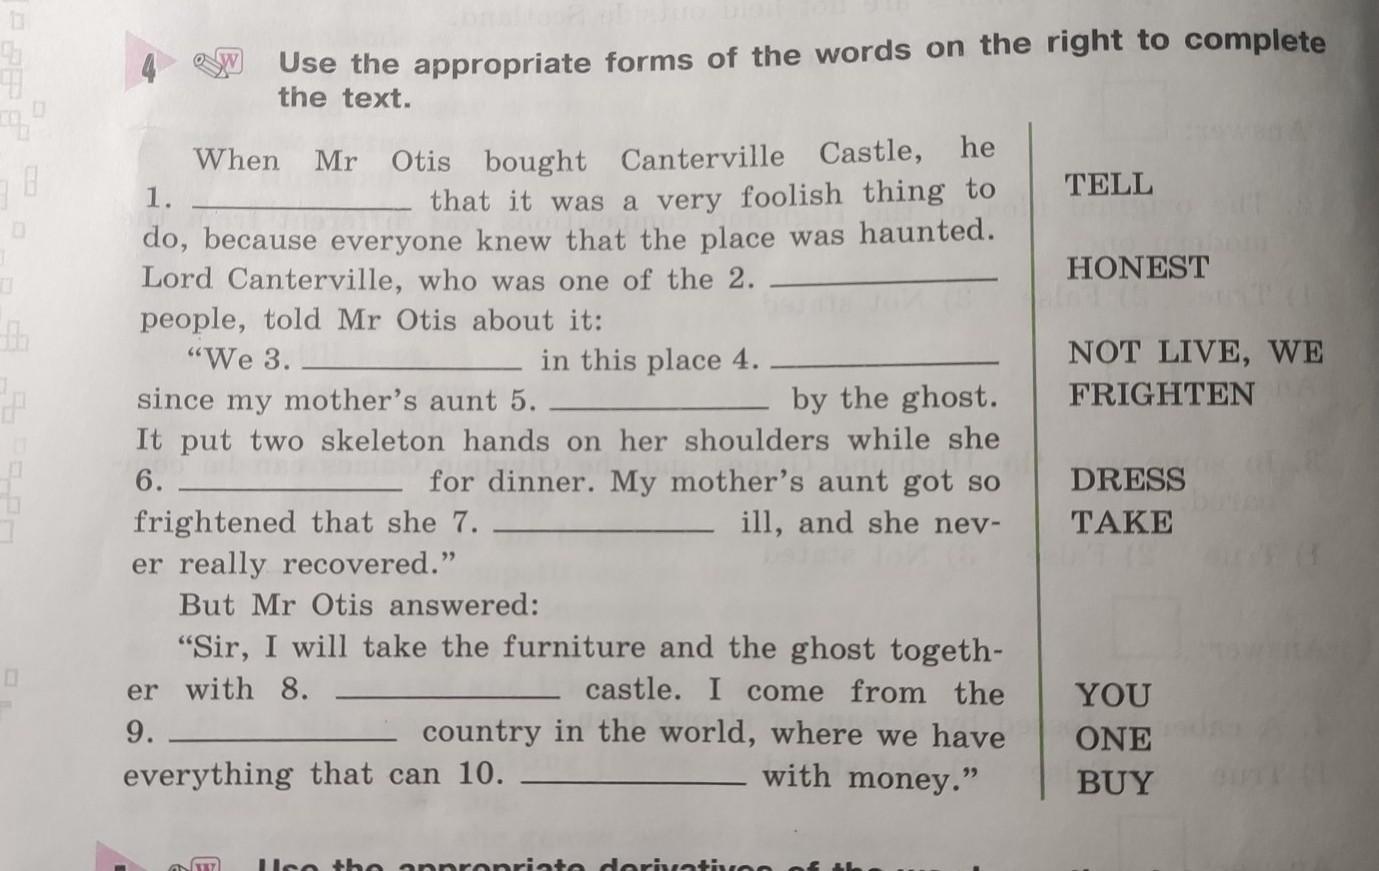 4 W Use the appropriate forms of the words on the right to complete
the text.
When Mr Otis bought Canterville Castle, he
1. ____________ that it was a very foolish thing to TELL
do, because everyone knew that the place was haunted.
Lord Canterville, who was one of the 2. ____________ HONEST
people, told Mr Otis about it:
“We 3. ____________ in this place 4. ____________ NOT LIVE, WE
since my mother’s aunt 5. ____________ by the ghost. FRIGHTEN
It put two skeleton hands on her shoulders while she
6. ____________ for dinner. My mother’s aunt got so DRESS
frightened that she 7. ____________ ill, and she nev- TAKE
er really recovered.”
But Mr Otis answered:
“Sir, I will take the furniture and the ghost togeth-
er with 8. ____________ castle. I come from the YOU
9. ____________ country in the world, where we have ONE
everything that can 10. ____________ with money.” BUY
W Use the appropriate derivatives of the